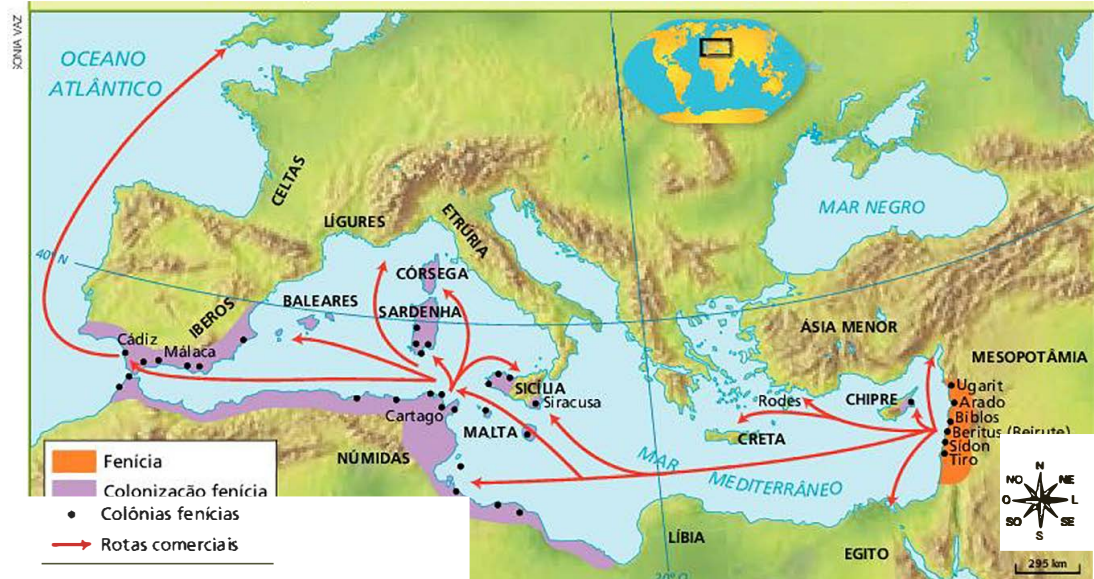 SONIA VAZ
OCEANO
ATLÂNTICO
CELTAS
LÍGURES
ETRÚRIA
MAR NEGRO
40º N
CÓRSEGA
BALEARES
SARDENHA
IBEROS
Cádiz
Málaca
ÁSIA MENOR
MESOPOTÂMIA
Ugarit
Arado
Biblos
Beritus (Beirute)
Sídon
Tiro
SICÍLIA
Siracusa
Rodes
CHIPRE
Cartago
MALTA
CRETA
NÚMIDAS
MAR
MEDITERRÂNEO
LÍBIA
EGITO
20º O
Fenícia
Colonização fenícia
Colônias fenícias
Rotas comerciais
N
NO
NE
O
L
SO
SE
S
295 km